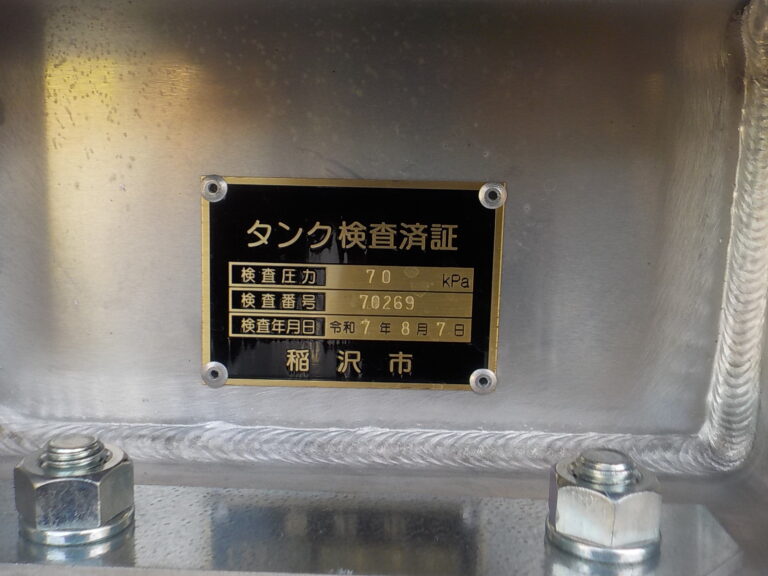 タンク検査済証
検査圧力 70 kPa
検査番号 70269
検査年月日 令和7年8月7日
稲沢市